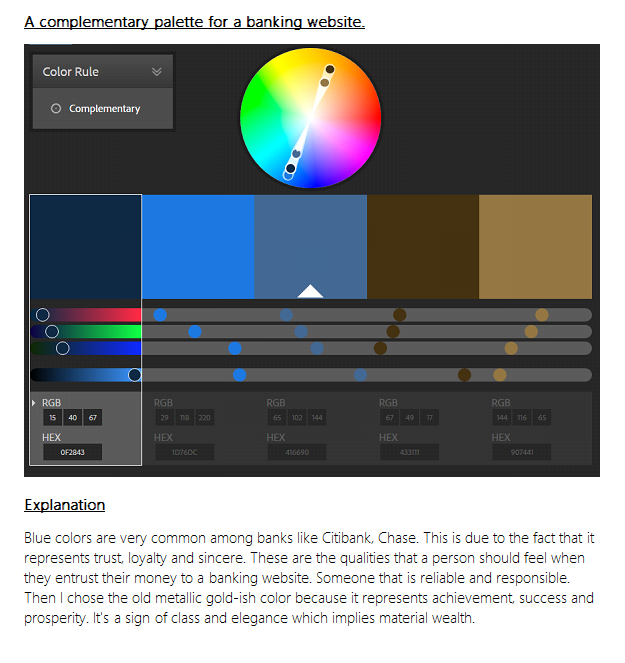 A complementary palette for a banking website.
Color Rule
Complementary
RGB RGB RGB RGB RGB
15 40 67 29 118 220 65 102 144 67 49 17 144 116 65
HEX HEX HEX HEX HEX
0F2843 1D76DC 416690 433111 907441
Explanation
Blue colors are very common among banks like Citibank, Chase. This is due to the fact that it
represents trust, loyalty and sincere. These are the qualities that a person should feel when
they entrust their money to a banking website. Someone that is reliable and responsible.
Then I chose the old metallic gold-ish color because it represents achievement, success and
prosperity. It's a sign of class and elegance which implies material wealth.